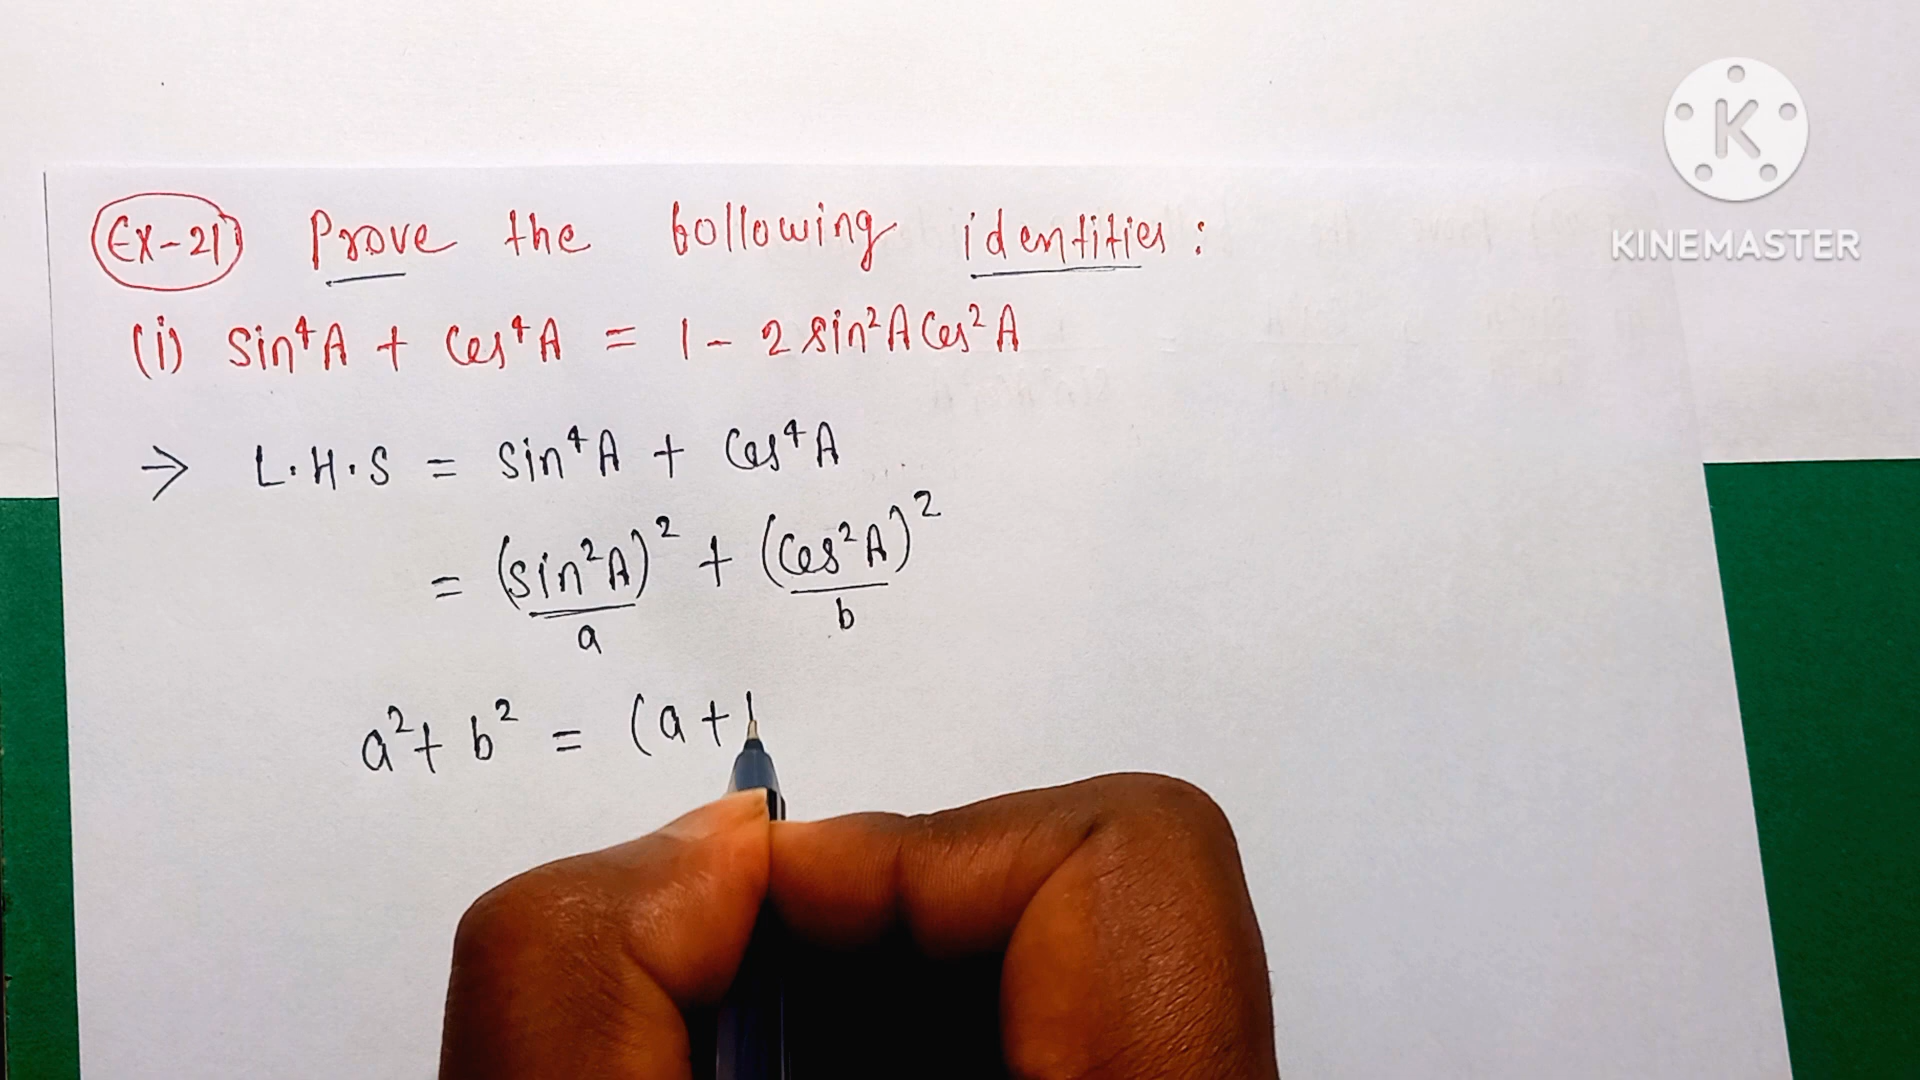 K
KINEMASTER
Ex-21 Prove the following identities:
(i) sin⁴A + cos⁴A = 1 - 2 sin²A cos²A
→ L.H.S = sin⁴A + cos⁴A
= (sin²A)² + (cos²A)²
a b
a² + b² = (a +